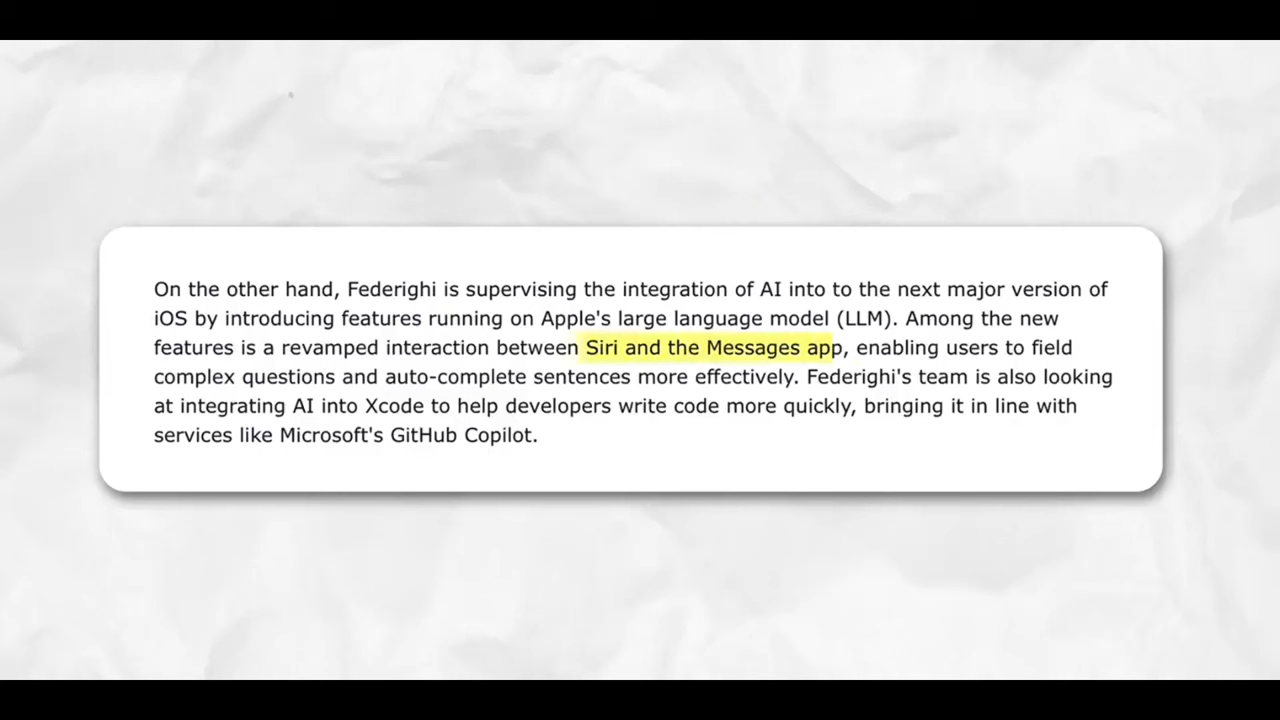 On the other hand, Federighi is supervising the integration of AI into to the next major version of
iOS by introducing features running on Apple's large language model (LLM). Among the new
features is a revamped interaction between Siri and the Messages app, enabling users to field
complex questions and auto-complete sentences more effectively. Federighi's team is also looking
at integrating AI into Xcode to help developers write code more quickly, bringing it in line with
services like Microsoft's GitHub Copilot.